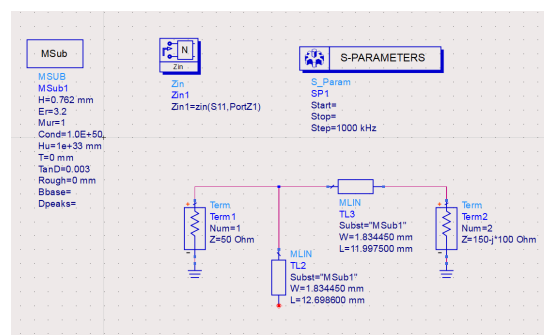 MSub
MSUB
MSub1
H=0.762 mm
Er=3.2
Mur=1
Cond=1.0E+50,
Hu=1e+33 mm
T=0 mm
TanD=0.003
Rough=0 mm
Bbase=
Dpeaks=
N
Zin
Zin
Zin1
Zin1=zin(S11,PortZ1)
S-PARAMETERS
S_Param
SP1
Start=
Stop=
Step=1000 kHz
Term
Term1
Num=1
Z=50 Ohm
MLIN
TL2
Subst="MSub1"
W=1.834450 mm
L=12.698600 mm
MLIN
TL3
Subst="MSub1"
W=1.834450 mm
L=11.997500 mm
Term
Term2
Num=2
Z=150-j*100 Ohm